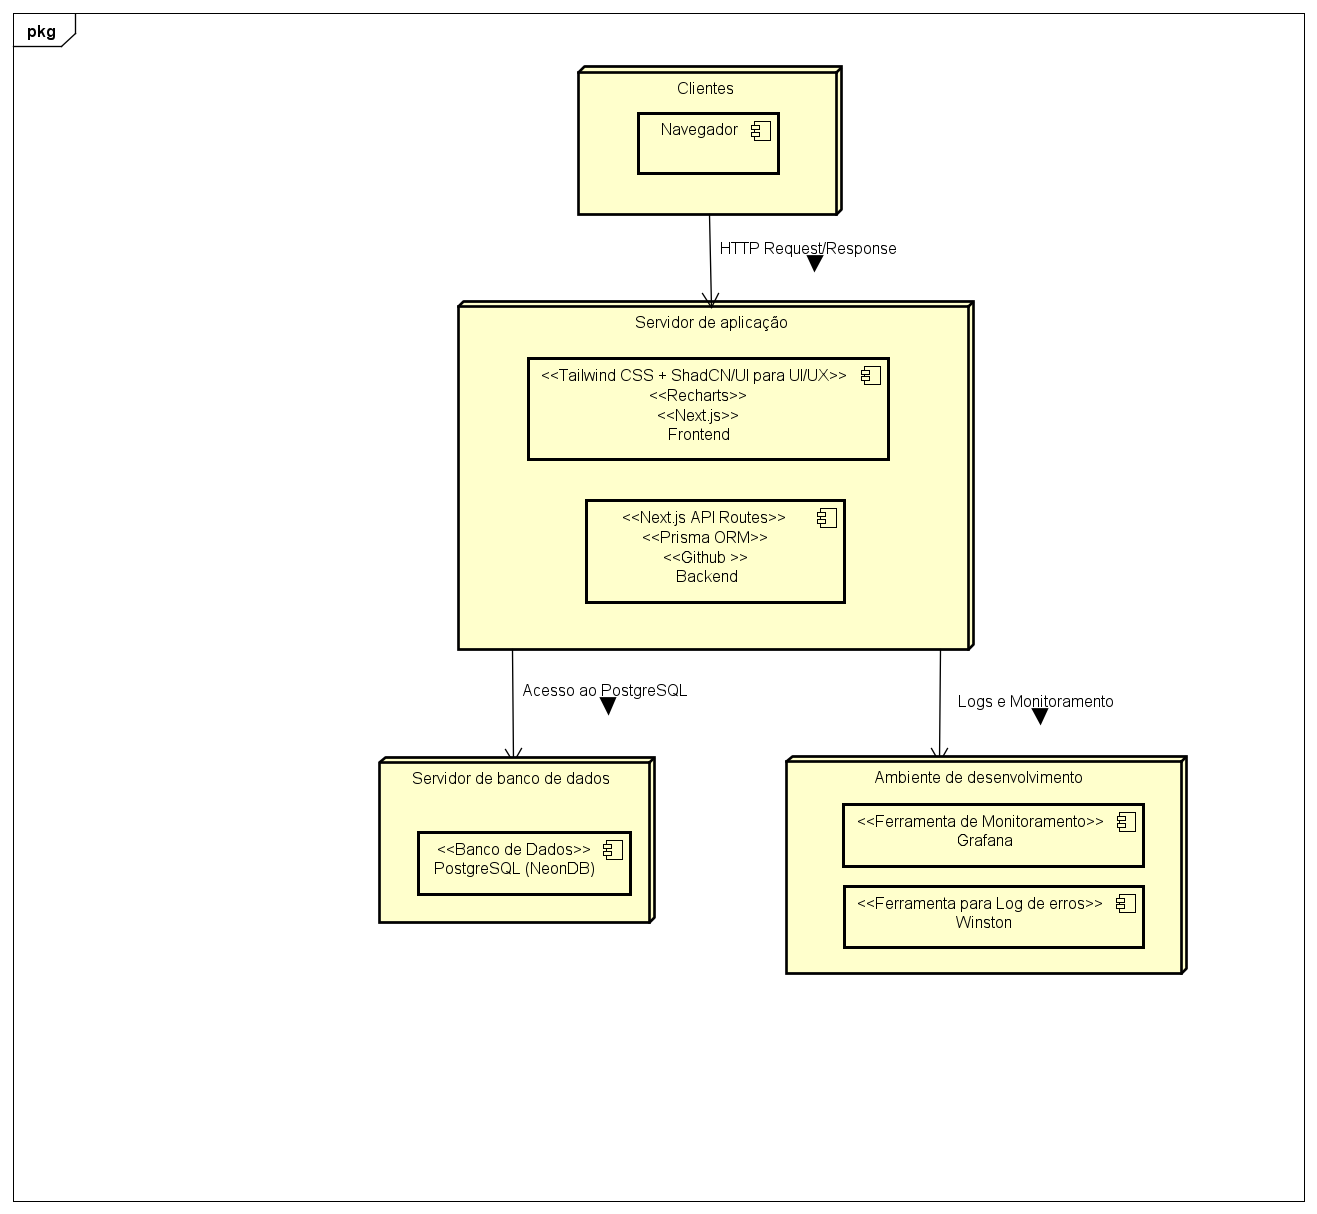 pkg
Clientes
Navegador
HTTP Request/Response
Servidor de aplicação
<<Tailwind CSS + ShadCN/UI para UI/UX>>
<<Recharts>>
<<Next.js>>
Frontend
<<Next.js API Routes>>
<<Prisma ORM>>
<<Github >>
Backend
Acesso ao PostgreSQL
Logs e Monitoramento
Servidor de banco de dados
<<Banco de Dados>>
PostgreSQL (NeonDB)
Ambiente de desenvolvimento
<<Ferramenta de Monitoramento>>
Grafana
<<Ferramenta para Log de erros>>
Winston